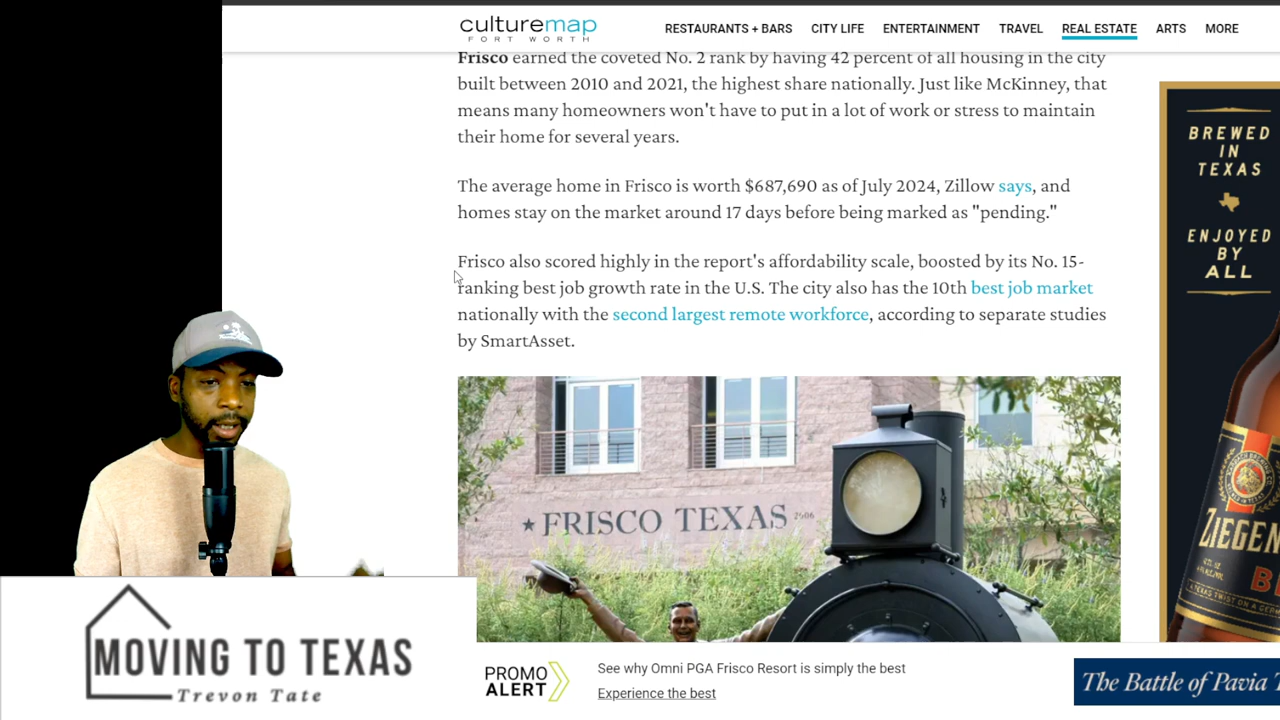 culturemap
FORT WORTH
RESTAURANTS + BARS CITY LIFE ENTERTAINMENT TRAVEL REAL ESTATE ARTS MORE
Frisco earned the coveted No. 2 rank by having 42 percent of all housing in the city
built between 2010 and 2021, the highest share nationally. Just like McKinney, that
means many homeowners won't have to put in a lot of work or stress to maintain
their home for several years.
The average home in Frisco is worth $687,690 as of July 2024, Zillow says, and
homes stay on the market around 17 days before being marked as "pending."
Frisco also scored highly in the report's affordability scale, boosted by its No. 15-
ranking best job growth rate in the U.S. The city also has the 10th best job market
nationally with the second largest remote workforce, according to separate studies
by SmartAsset.
BREWED
IN
TEXAS
ENJOYED
BY
ALL
FRISCO TEXAS
ZIEGEN
MOVING TO TEXAS
Trevon Tate
PROMO
ALERT
See why Omni PGA Frisco Resort is simply the best
Experience the best
The Battle of Pavia T